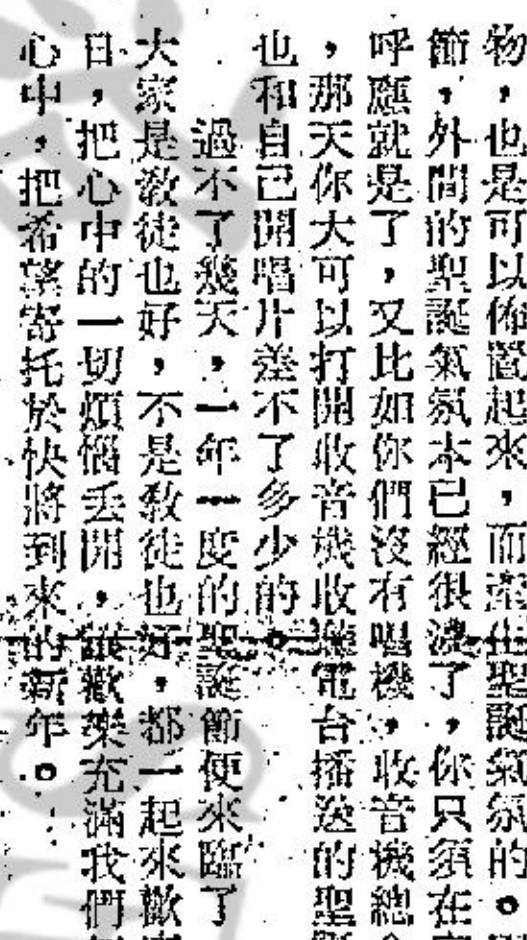 物，也是可以佈置起來，而產生聖誕氣氛的。
節，外間的聖誕氣氛本已經很濃了，你只須在
呼應就是了，又比如你們沒有唱機，收音機總
，那天你大可以打開收音機收聽電台播送的聖
也和自己開唱片差不了多少的。
過不了幾天，一年一度的聖誕節便來臨了
大家是敎徒也好，不是敎徒也好，都一起來歡
日，把心中的一切煩惱丢開，讓歡樂充滿我們
心中，把希望寄托於快將到來的新年。